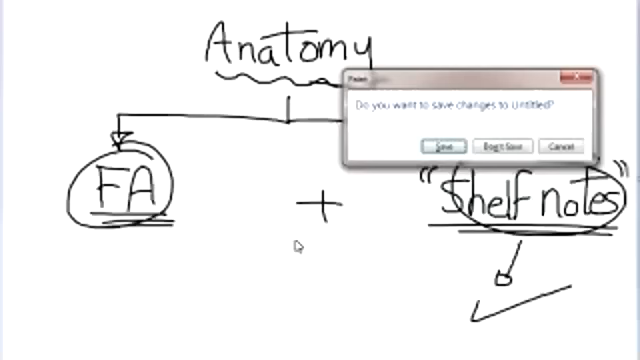 Anatomy
Paint
Do you want to save changes to Untitled?
Save Don't Save Cancel
FA + "Shelf notes"